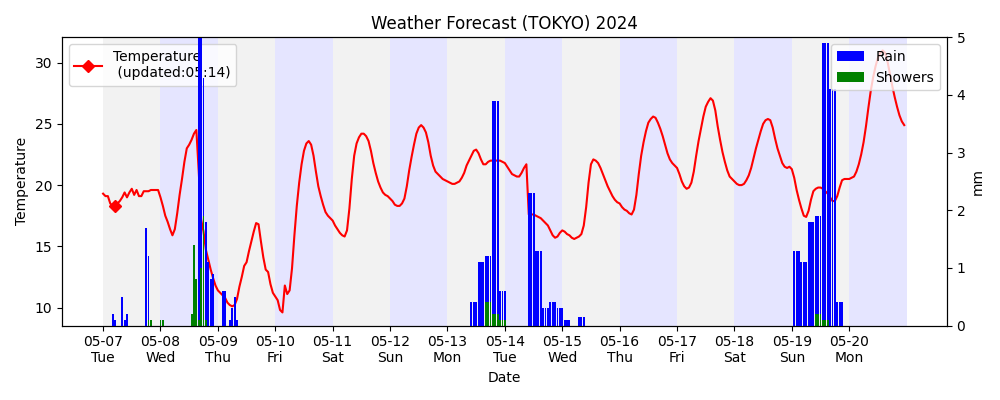 Weather Forecast (TOKYO) 2024
Temperature
(updated:05:14)
Rain
Showers
Temperature
30
25
20
15
10
5
4
3
2
1
0
mm
05-07 05-08 05-09 05-10 05-11 05-12 05-13 05-14 05-15 05-16 05-17 05-18 05-19 05-20
Tue Wed Thu Fri Sat Sun Mon Tue Wed Thu Fri Sat Sun Mon
Date